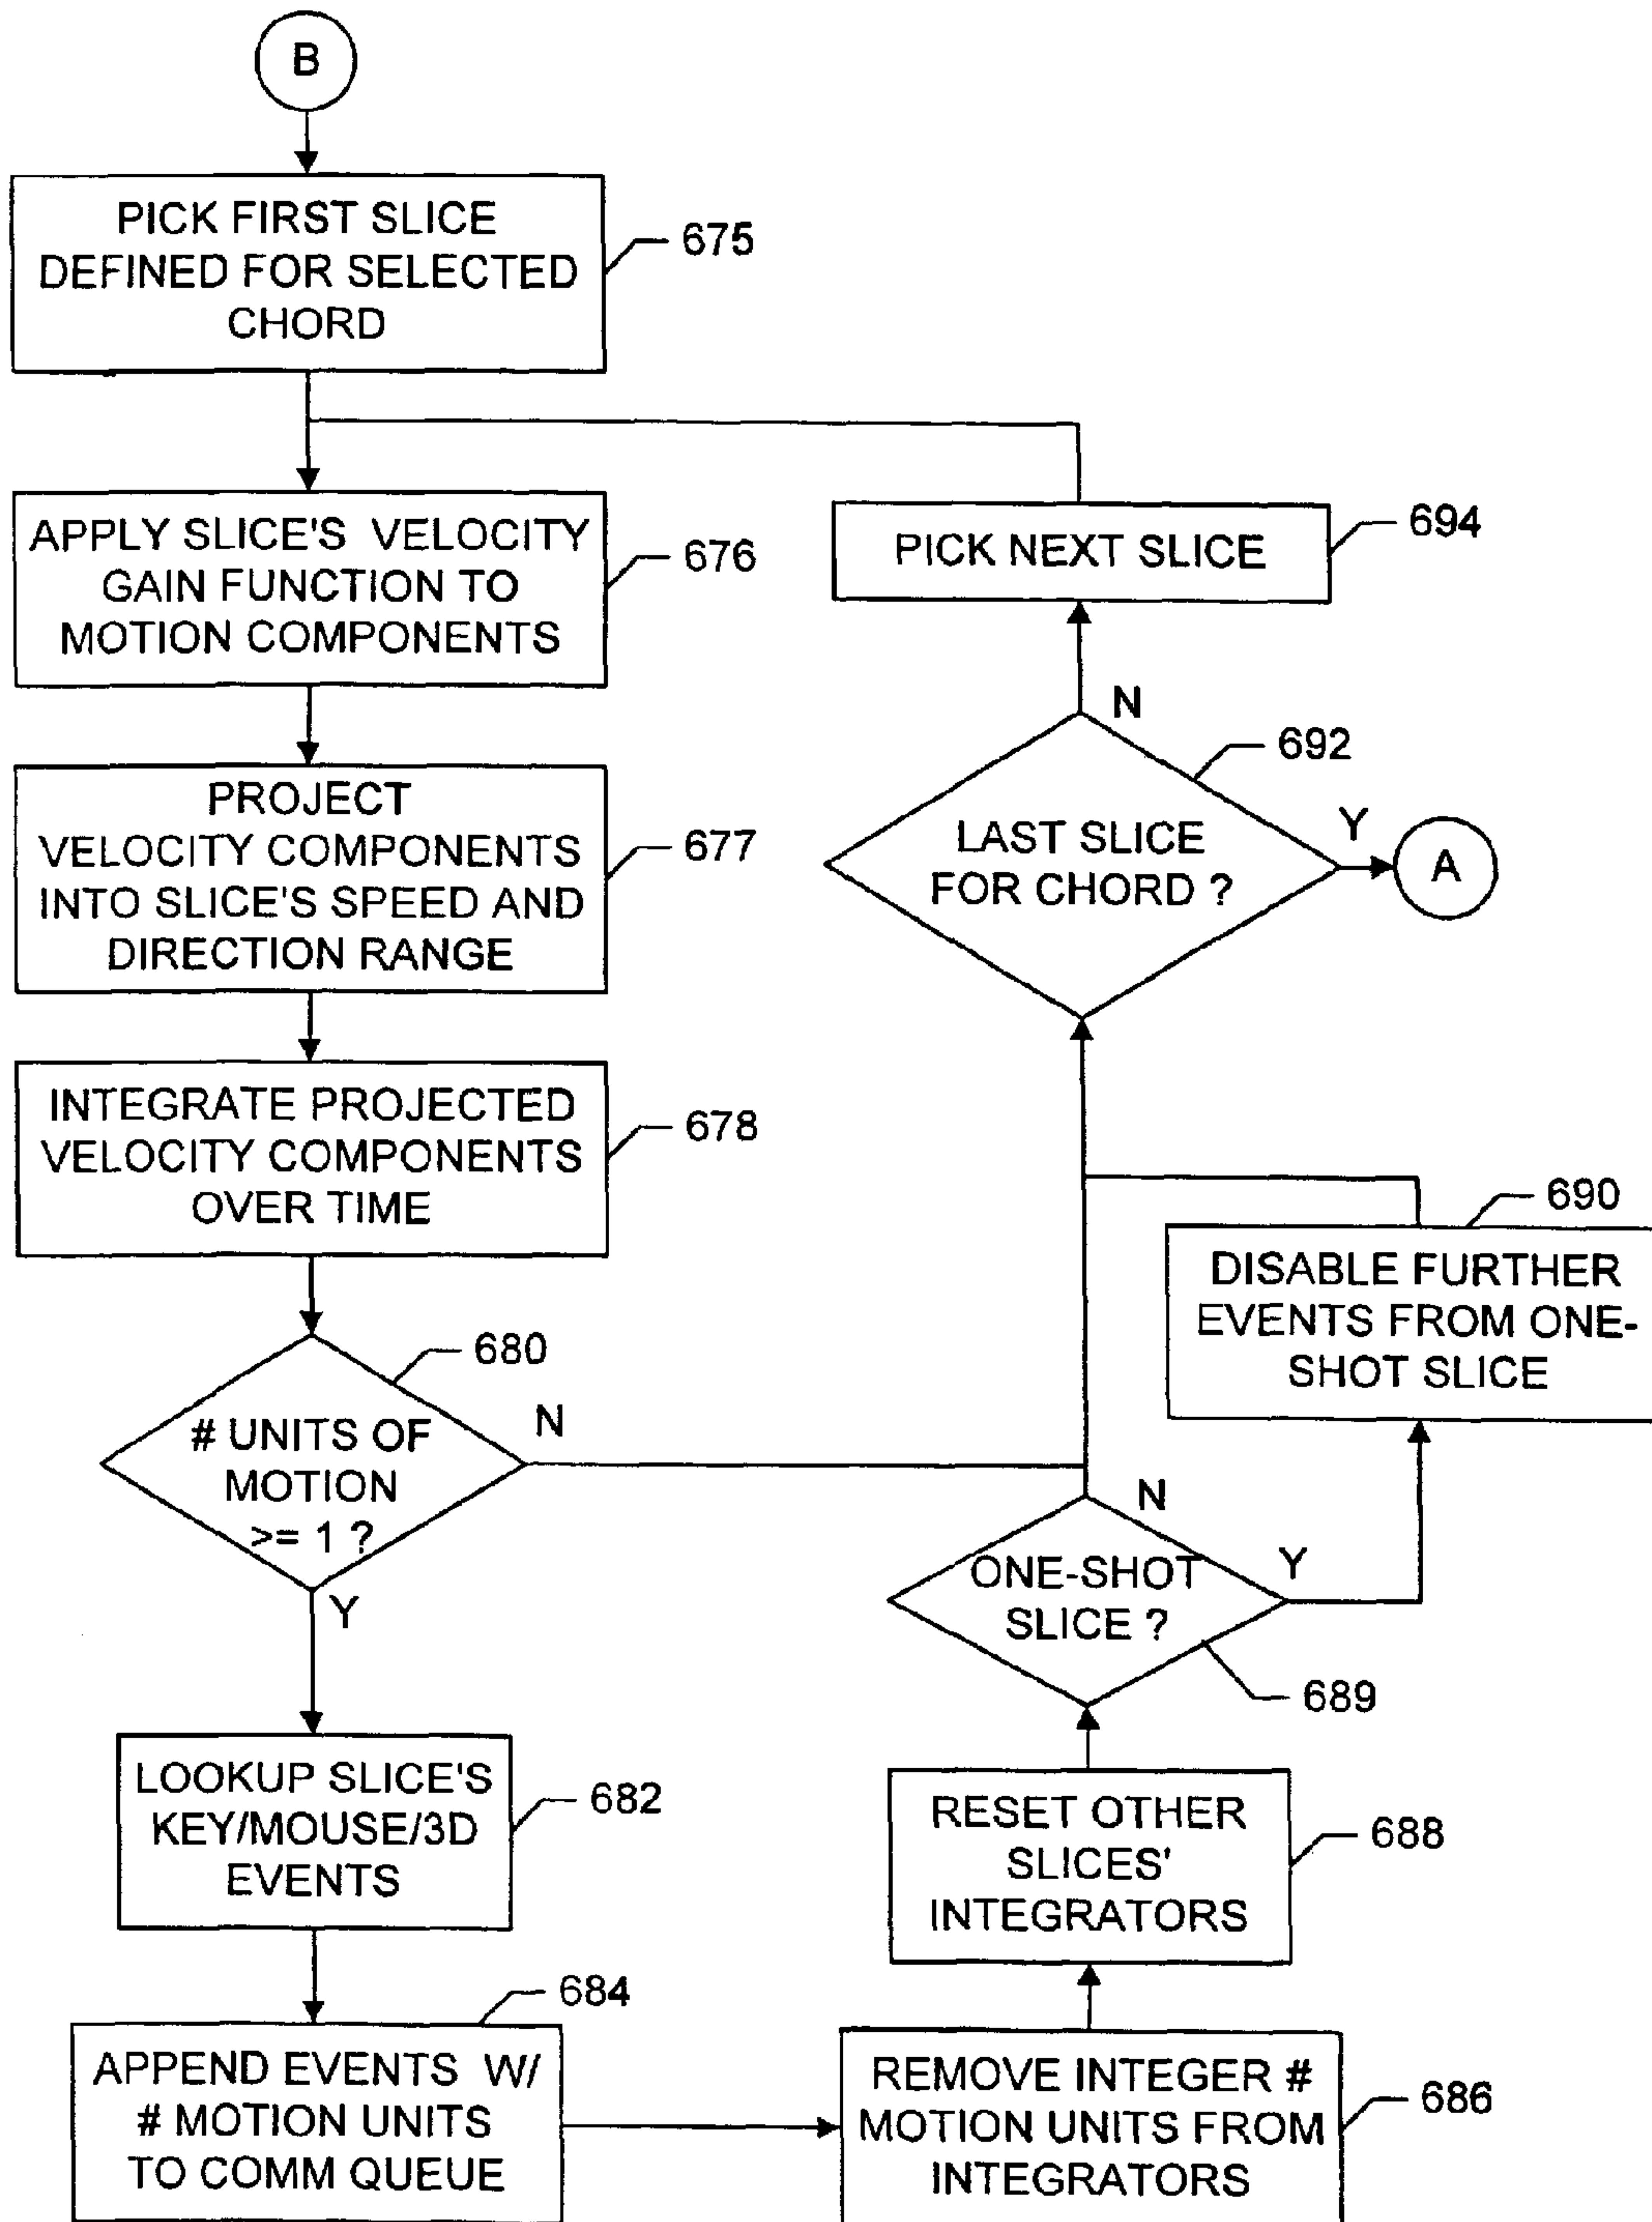 B
PICK FIRST SLICE
DEFINED FOR SELECTED
CHORD
675
APPLY SLICE'S VELOCITY
GAIN FUNCTION TO
MOTION COMPONENTS
676
PROJECT
VELOCITY COMPONENTS
INTO SLICE'S SPEED AND
DIRECTION RANGE
677
INTEGRATE PROJECTED
VELOCITY COMPONENTS
OVER TIME
678
# UNITS OF
MOTION
>= 1 ?
680
N
Y
LOOKUP SLICE'S
KEY/MOUSE/3D
EVENTS
682
APPEND EVENTS W/
# MOTION UNITS
TO COMM QUEUE
684
REMOVE INTEGER #
MOTION UNITS FROM
INTEGRATORS
686
RESET OTHER
SLICES'
INTEGRATORS
688
ONE-SHOT
SLICE ?
689
N
Y
DISABLE FURTHER
EVENTS FROM ONE-
SHOT SLICE
690
LAST SLICE
FOR CHORD ?
692
N
Y
A
PICK NEXT SLICE
694